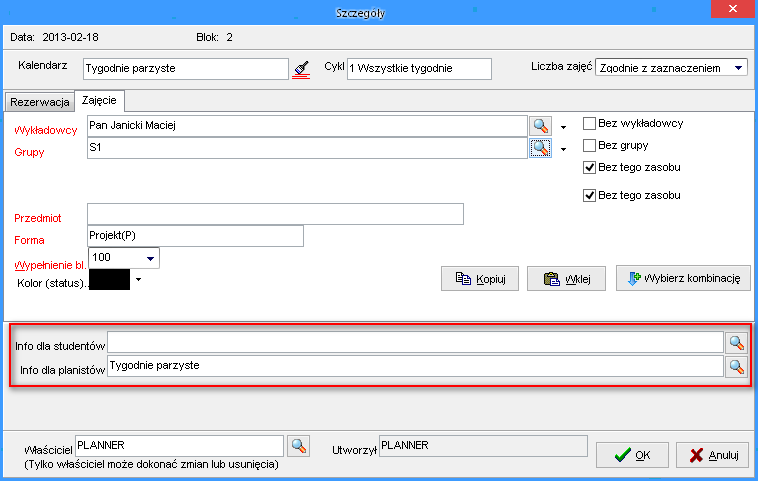 Szczegóły
Data: 2013-02-18 Blok: 2
Kalendarz Tygodnie parzyste Cykl 1 Wszystkie tygodnie Liczba zajęć Zgodnie z zaznaczeniem
Rezerwacja Zajęcie
Wykładowcy Pan Janicki Maciej Bez wykładowcy
Grupy S1 Bez grupy
Bez tego zasobu
Bez tego zasobu
Przedmiot
Forma Projekt(P)
Wypełnienie bl. 100
Kolor (status).. Kopiuj Wklej Wybierz kombinację
Info dla studentów
Info dla planistów Tygodnie parzyste
Właściciel PLANNER Utworzył PLANNER OK Anuluj
(Tylko właściciel może dokonać zmian lub usunięcia)